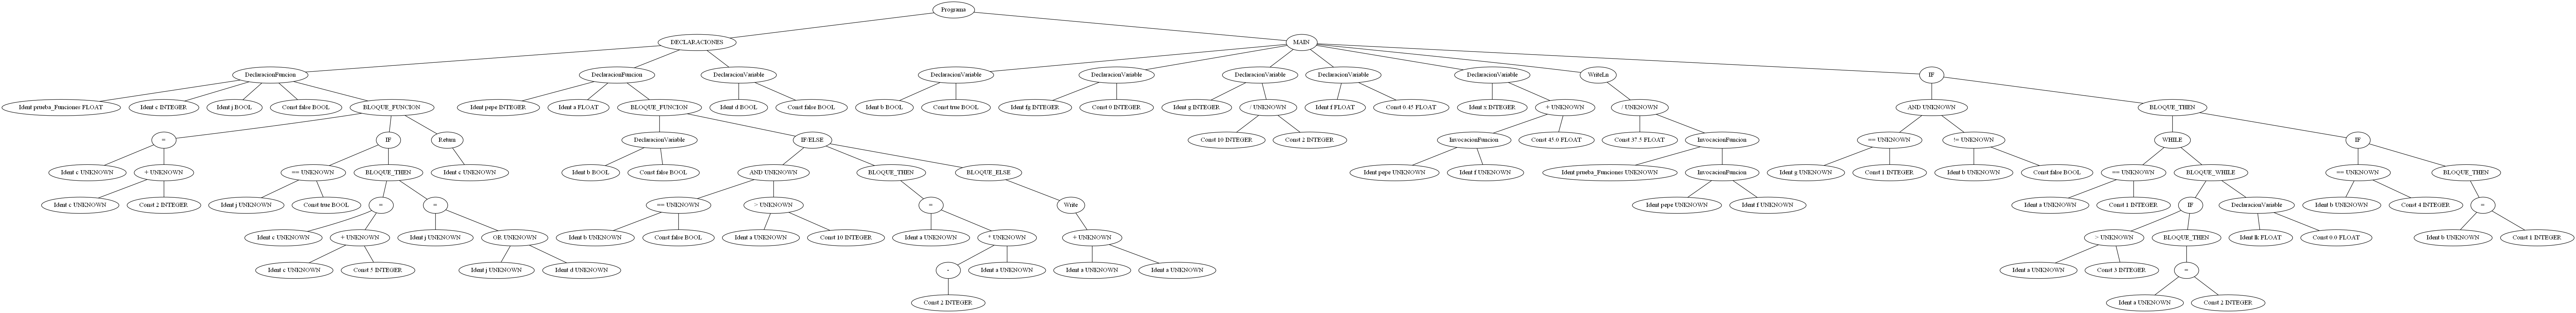 Programa
DECLARACIONES
MAIN
DeclaracionFuncion
DeclaracionFuncion
DeclaracionVariable
DeclaracionVariable
DeclaracionVariable
DeclaracionVariable
DeclaracionVariable
DeclaracionVariable
WriteLn
IF
Ident prueba_Funciones FLOAT
Ident c INTEGER
Ident j BOOL
Const false BOOL
BLOQUE_FUNCION
Ident pepe INTEGER
Ident a FLOAT
BLOQUE_FUNCION
Ident d BOOL
Const false BOOL
Ident b BOOL
Const true BOOL
Ident fg INTEGER
Const 0 INTEGER
Ident g INTEGER
/ UNKNOWN
Ident f FLOAT
Const 0.45 FLOAT
Ident x INTEGER
+ UNKNOWN
/ UNKNOWN
AND UNKNOWN
BLOQUE_THEN
=
IF
Return
DeclaracionVariable
IF/ELSE
Const 10 INTEGER
Const 2 INTEGER
InvocacionFuncion
Const 45.0 FLOAT
Const 37.5 FLOAT
InvocacionFuncion
== UNKNOWN
!= UNKNOWN
WHILE
IF
Ident c UNKNOWN
+ UNKNOWN
== UNKNOWN
BLOQUE_THEN
Ident c UNKNOWN
Ident b BOOL
Const false BOOL
AND UNKNOWN
BLOQUE_THEN
BLOQUE_ELSE
Ident pepe UNKNOWN
Ident f UNKNOWN
Ident prueba_Funciones UNKNOWN
InvocacionFuncion
Ident g UNKNOWN
Const 1 INTEGER
Ident b UNKNOWN
Const false BOOL
== UNKNOWN
BLOQUE_WHILE
== UNKNOWN
BLOQUE_THEN
Ident c UNKNOWN
Const 2 INTEGER
Ident j UNKNOWN
Const true BOOL
=
=
== UNKNOWN
> UNKNOWN
=
Write
Ident pepe UNKNOWN
Ident f UNKNOWN
Ident a UNKNOWN
Const 1 INTEGER
IF
DeclaracionVariable
Ident b UNKNOWN
Const 4 INTEGER
=
Ident c UNKNOWN
+ UNKNOWN
Ident j UNKNOWN
OR UNKNOWN
Ident b UNKNOWN
Const false BOOL
Ident a UNKNOWN
Const 10 INTEGER
Ident a UNKNOWN
* UNKNOWN
+ UNKNOWN
> UNKNOWN
BLOQUE_THEN
Ident lk FLOAT
Const 0.0 FLOAT
Ident b UNKNOWN
Const 1 INTEGER
Ident c UNKNOWN
Const 5 INTEGER
Ident j UNKNOWN
Ident d UNKNOWN
-
Ident a UNKNOWN
Ident a UNKNOWN
Ident a UNKNOWN
Ident a UNKNOWN
Const 3 INTEGER
=
Const 2 INTEGER
Ident a UNKNOWN
Const 2 INTEGER